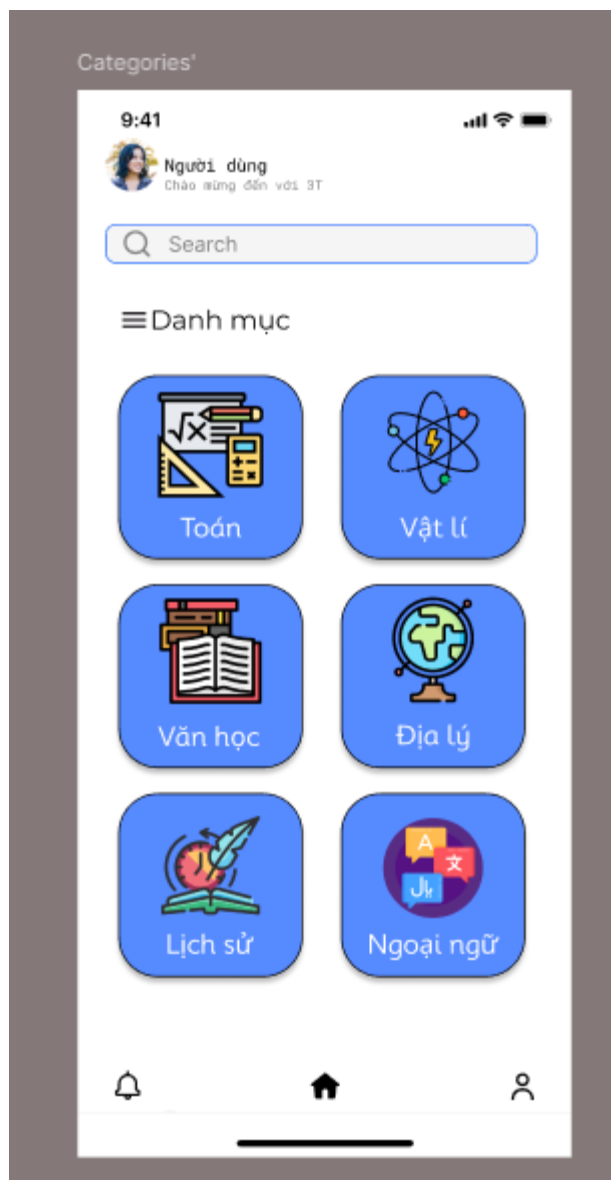 Categories'
9:41
Người dùng
Chào mừng đến với 3T
Search
Danh mục
√x
Toán
Vật lí
Văn học
Địa lý
A
文
Lịch sử
Ngoại ngữ